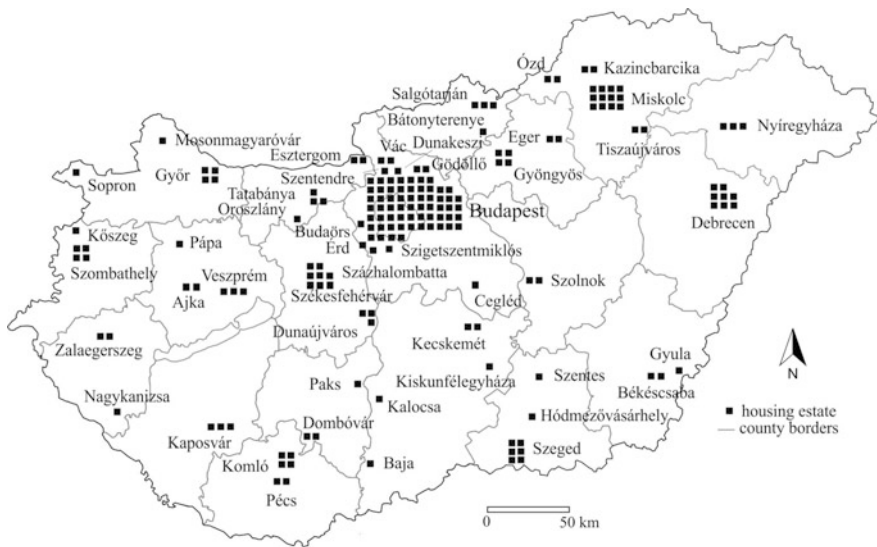 Ózd
Kazincbarcika
Salgótarján
Miskolc
Bátonyterenye
Nyíregyháza
Mosonmagyaróvár
Dunakeszi
Eger
Tiszaújváros
Esztergom
Vác
Gödöllő
Gyöngyös
Sopron
Győr
Szentendre
Tatabánya
Oroszlány
Budapest
Debrecen
Kőszeg
Pápa
Budaörs
Érd
Szigetszentmiklós
Szombathely
Veszprém
Százhalombatta
Szolnok
Ajka
Székesfehérvár
Cegléd
Dunaújváros
Zalaegerszeg
Kecskemét
Gyula
N
Paks
Kiskunfélegyháza
Szentes
Békéscsaba
Nagykanizsa
Kalocsa
housing estate
Dombóvár
Hódmezővásárhely
county borders
Kaposvár
Szeged
Komló
Baja
Pécs
0 50 km